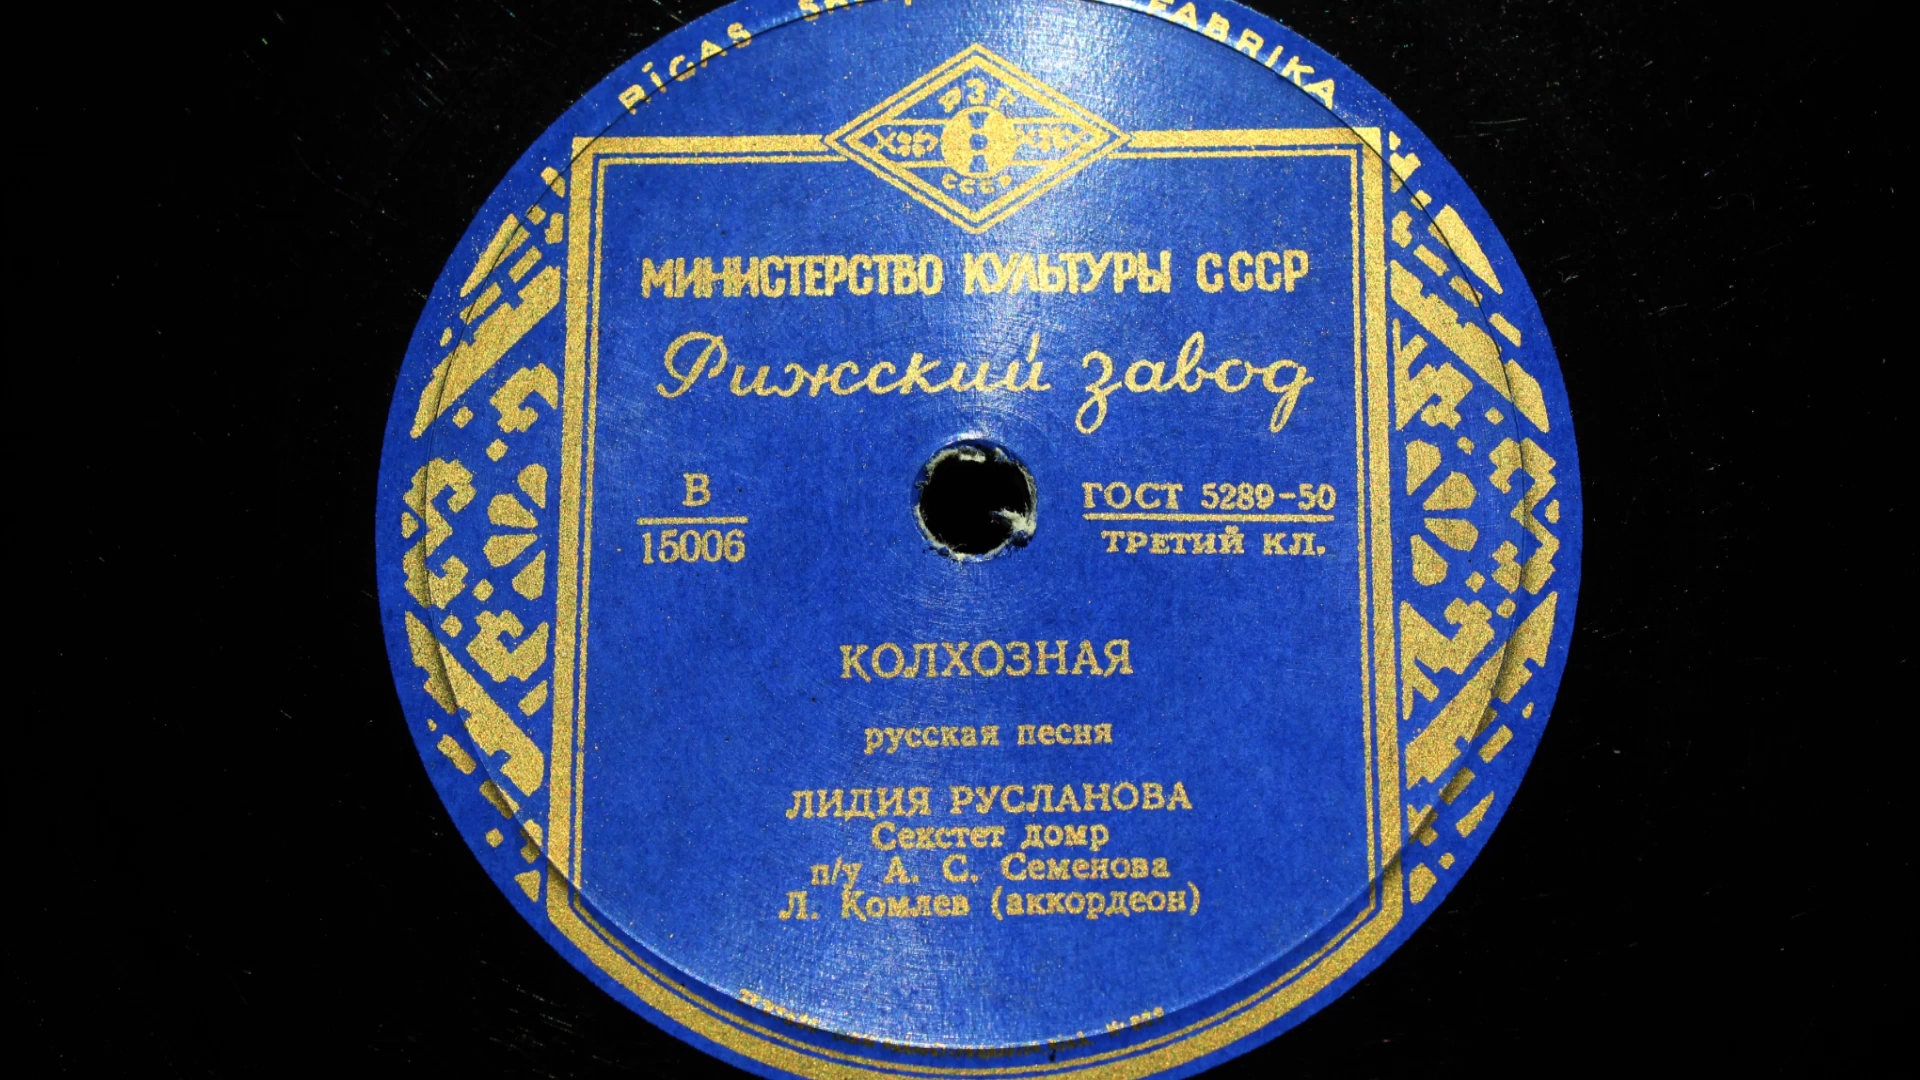 RĪGAS FABRIKA
РЗГ
СССР
МИНИСТЕРСТВО КУЛЬТУРЫ СССР
Рижский завод
В
15006
ГОСТ 5289-50
ТРЕТИЙ КЛ.
КОЛХОЗНАЯ
русская песня
ЛИДИЯ РУСЛАНОВА
Секстет домр
п/у А. С. Семенова
Л. Комлев (аккордеон)